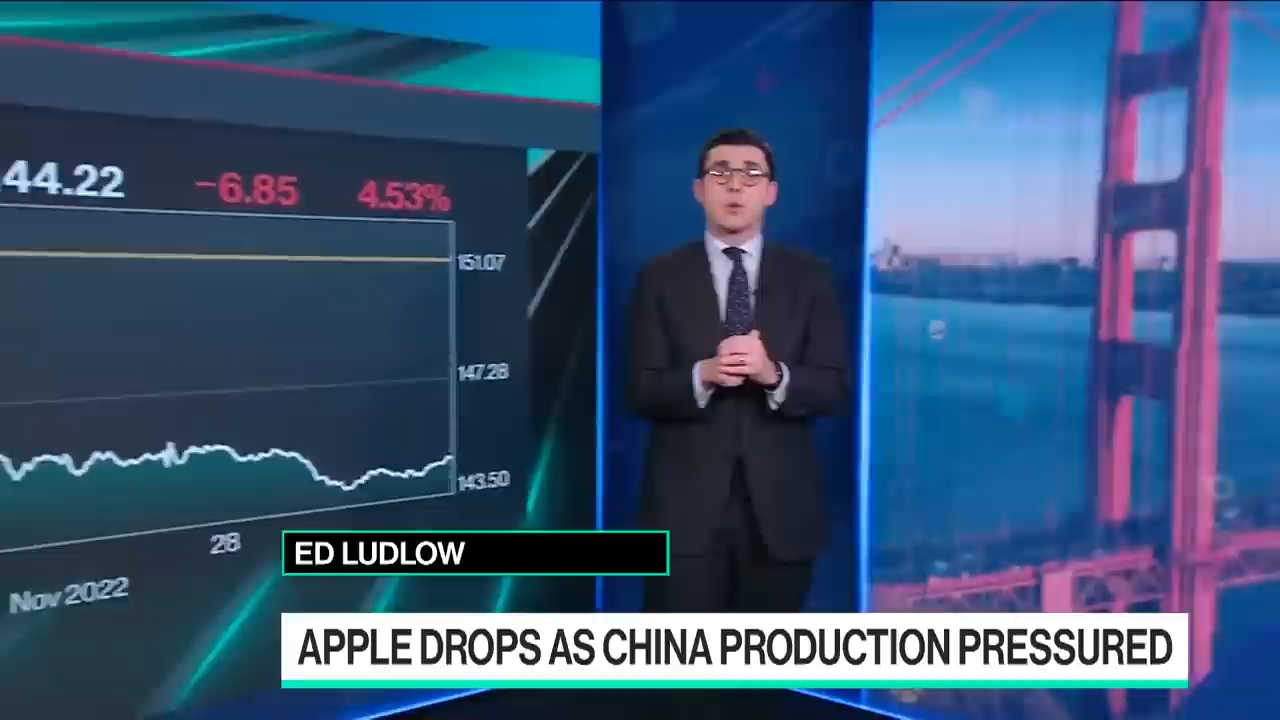 44.22 -6.85 4.53%
151.07
147.28
143.50
28
Nov 2022
ED LUDLOW
APPLE DROPS AS CHINA PRODUCTION PRESSURED